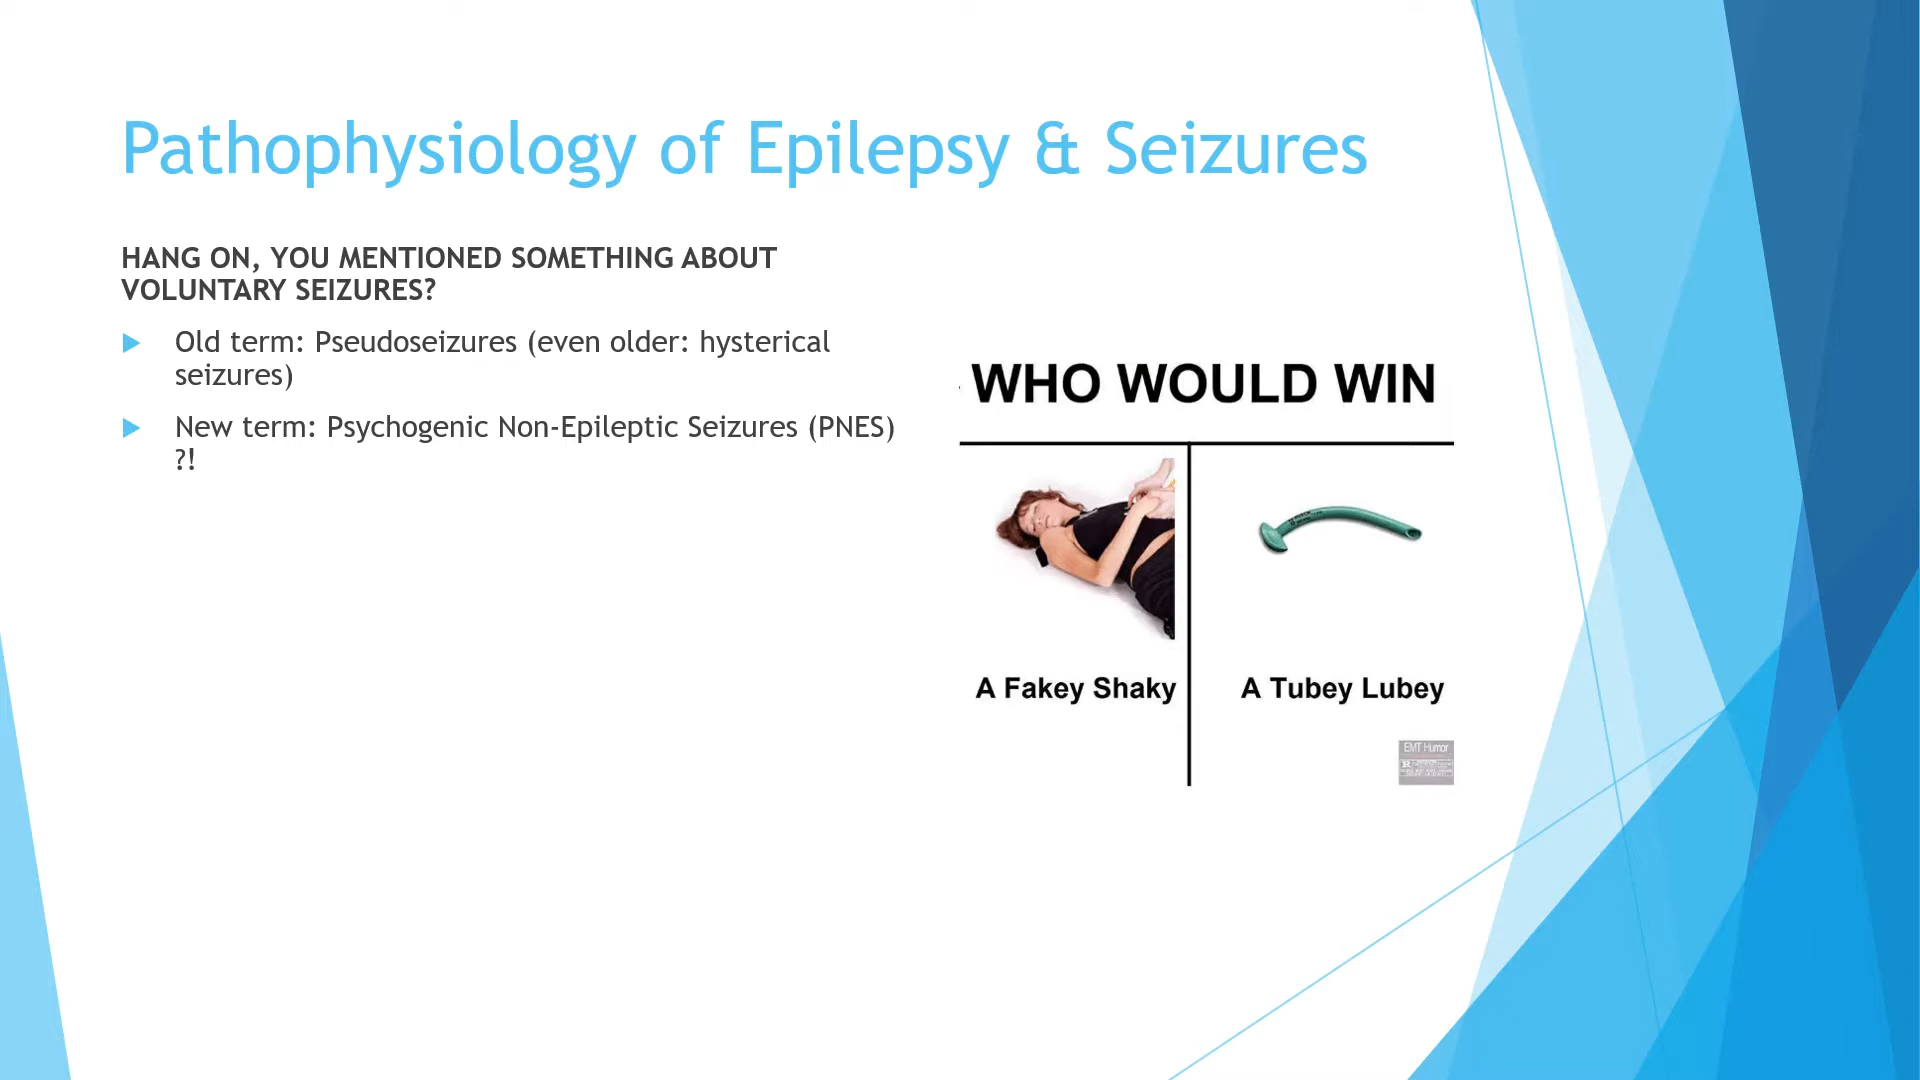 Pathophysiology of Epilepsy & Seizures
HANG ON, YOU MENTIONED SOMETHING ABOUT
VOLUNTARY SEIZURES?
Old term: Pseudoseizures (even older: hysterical
seizures)
New term: Psychogenic Non-Epileptic Seizures (PNES)
?!
WHO WOULD WIN
A Fakey Shaky
A Tubey Lubey
EMT Humor
R